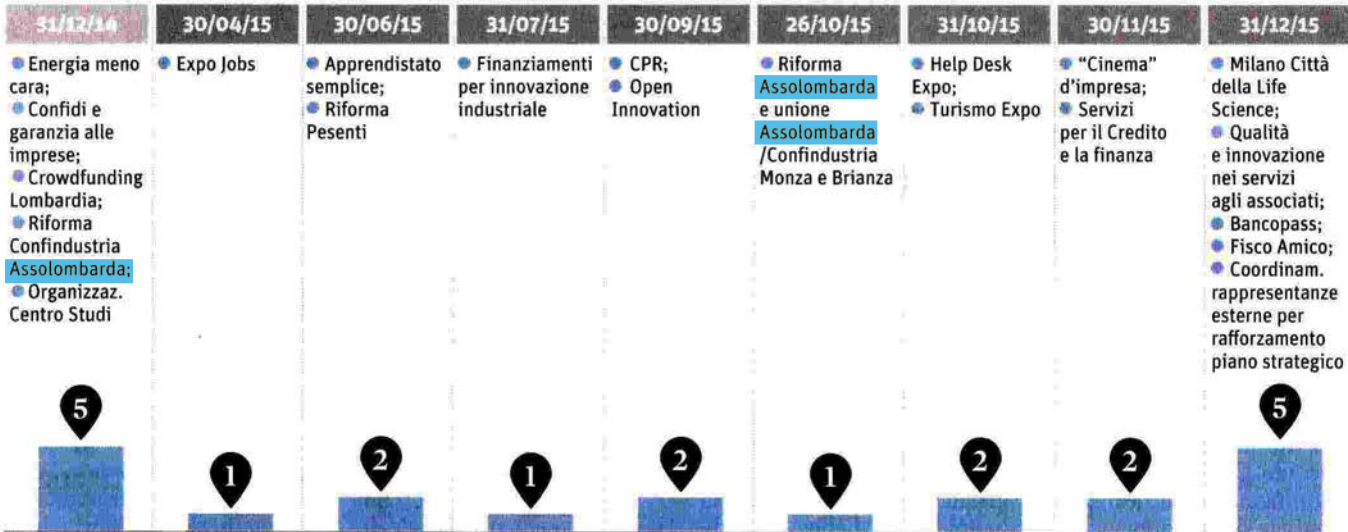 31/12/14
• Energia meno
cara;
• Confidi e
garanzia alle
imprese;
• Crowdfunding
Lombardia;
• Riforma
Confindustria
Assolombarda;
• Organizzaz.
Centro Studi
5
30/04/15
• Expo Jobs
1
30/06/15
• Apprendistato
semplice;
• Riforma
Pesenti
2
31/07/15
• Finanziamenti
per innovazione
industriale
1
30/09/15
• CPR;
• Open
Innovation
2
26/10/15
• Riforma
Assolombarda
e unione
Assolombarda
/Confindustria
Monza e Brianza
1
31/10/15
• Help Desk
Expo;
• Turismo Expo
2
30/11/15
• “Cinema”
d’impresa;
• Servizi
per il Credito
e la finanza
2
31/12/15
• Milano Città
della Life
Science;
• Qualità
e innovazione
nei servizi
agli associati;
• Bancopass;
• Fisco Amico;
• Coordinam.
rappresentanze
esterne per
rafforzamento
piano strategico
5